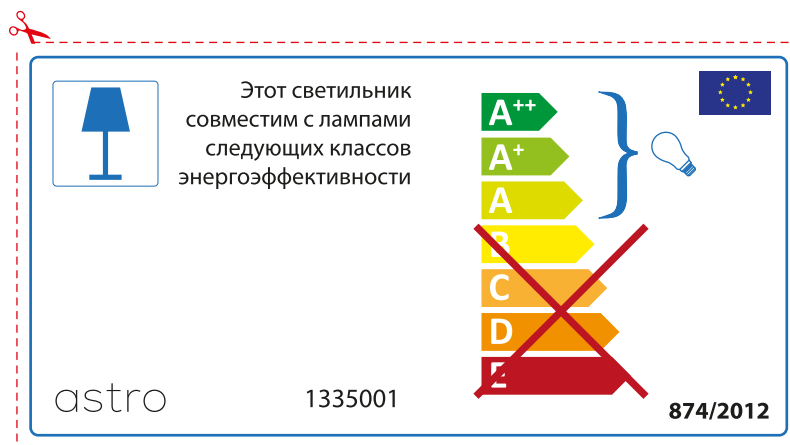 Этот светильник
совместим с лампами
следующих классов
энергоэффективности
A++
A+
A
B
C
D
E
astro
1335001
874/2012